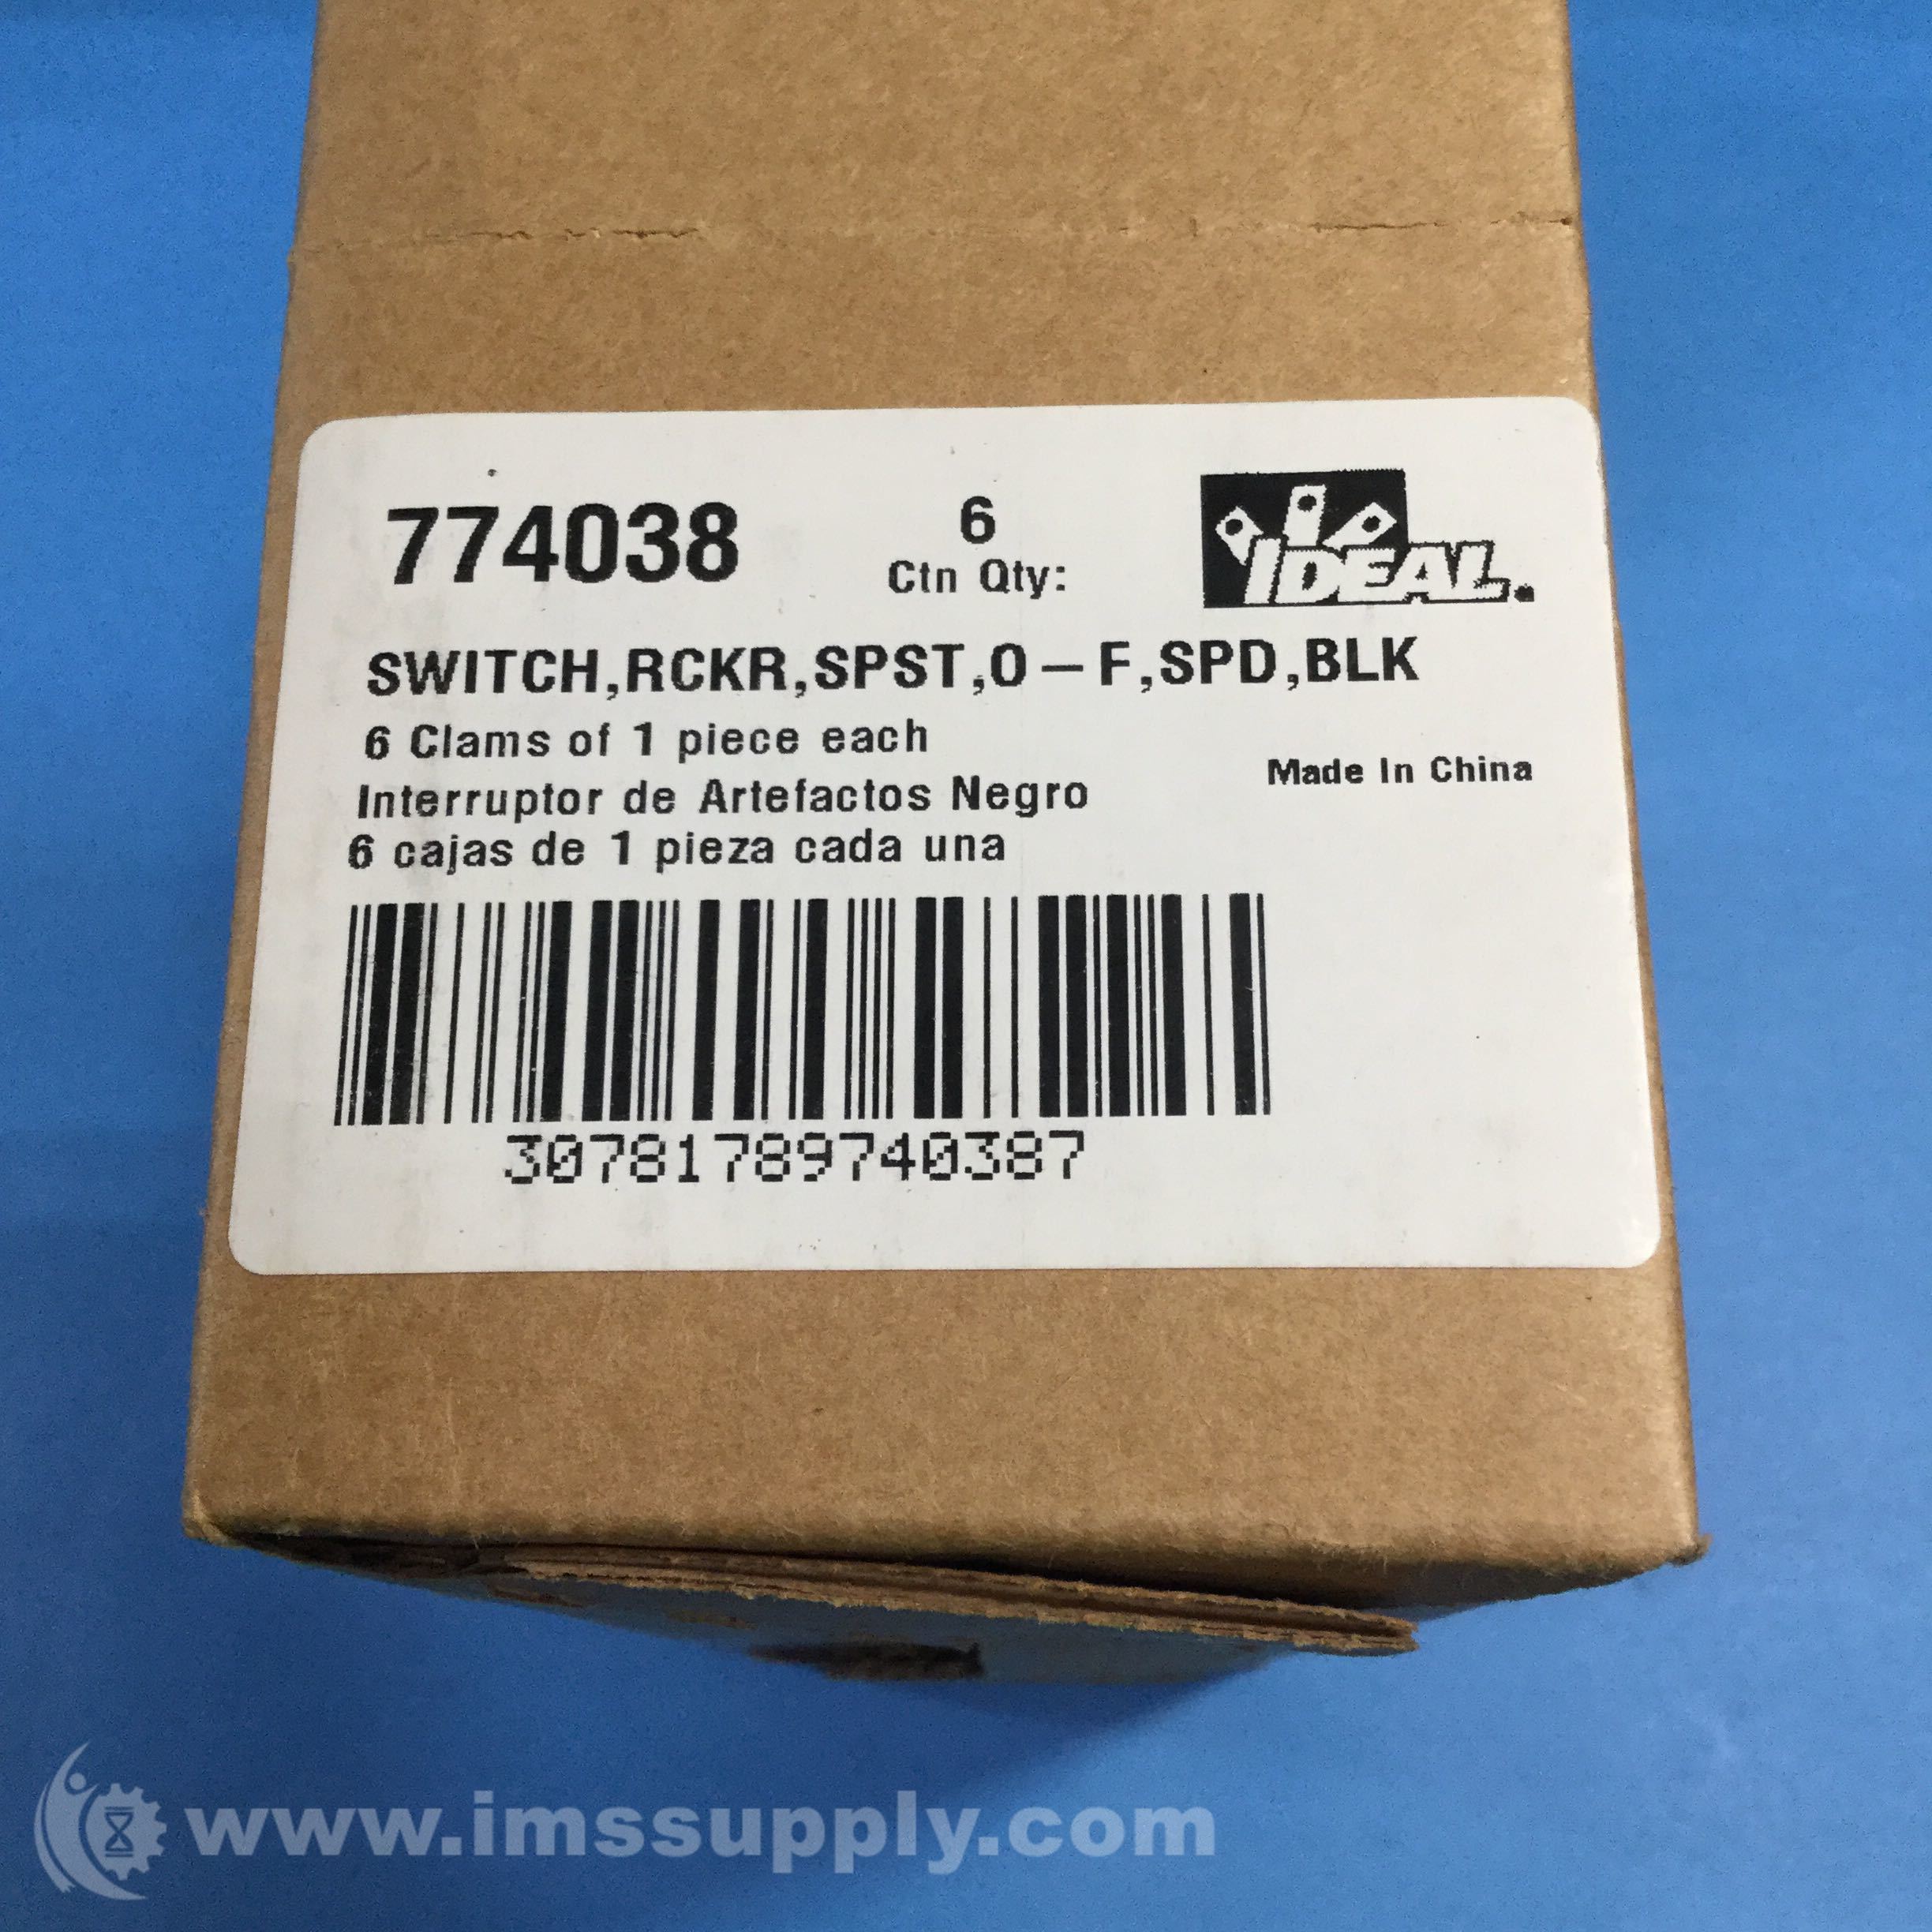 774038
6
Ctn Qty:
IDEAL.
SWITCH,RCKR,SPST,O–F,SPD,BLK
6 Clams of 1 piece each
Made In China
Interruptor de Artefactos Negro
6 cajas de 1 pieza cada una
30781789740387
www.imssupply.com